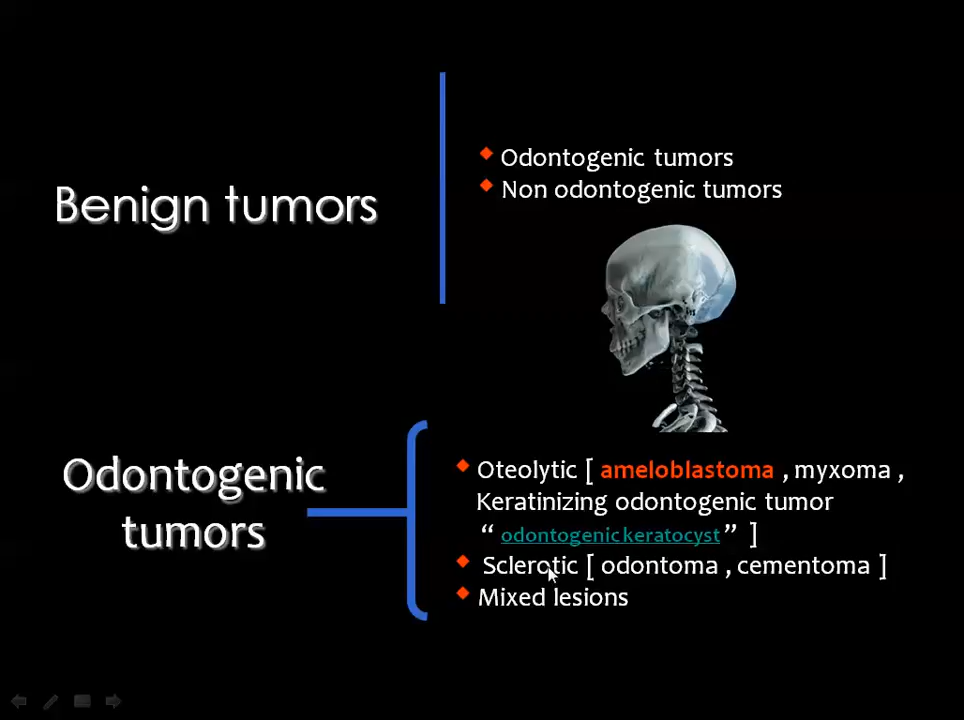 Benign tumors
Odontogenic tumors
Non odontogenic tumors
Odontogenic
tumors
Oteolytic [ ameloblastoma , myxoma ,
Keratinizing odontogenic tumor
“ odontogenic keratocyst ” ]
Sclerotic [ odontoma , cementoma ]
Mixed lesions